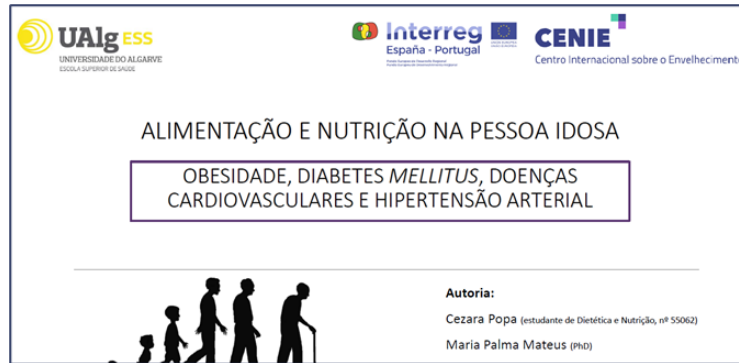 UAlg ESS
UNIVERSIDADE DO ALGARVE
ESCOLA SUPERIOR DE SAÚDE
Interreg
España - Portugal
CENIE
Centro Internacional sobre o Envelhecimento
ALIMENTAÇÃO E NUTRIÇÃO NA PESSOA IDOSA
OBESIDADE, DIABETES MELLITUS, DOENÇAS
CARDIOVASCULARES E HIPERTENSÃO ARTERIAL
Autoria:
Cezara Popa (estudante de Dietética e Nutrição, nº 55062)
Maria Palma Mateus (PhD)